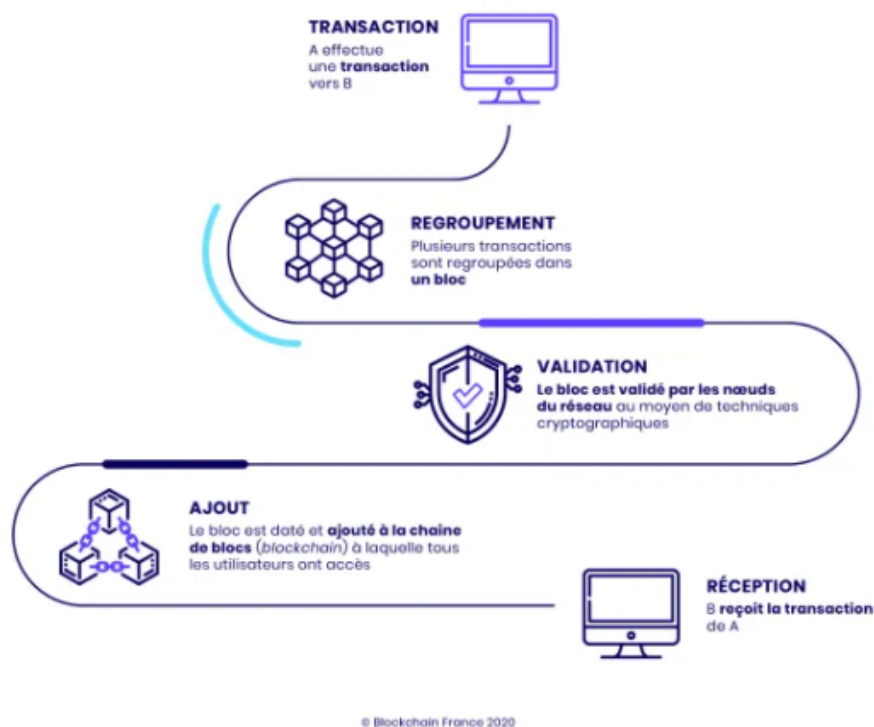 TRANSACTION
A effectue
une transaction
vers B
REGROUPEMENT
Plusieurs transactions
sont regroupées dans
un bloc
VALIDATION
Le bloc est validé par les nœuds
du réseau au moyen de techniques
cryptographiques
AJOUT
Le bloc est daté et ajouté à la chaine
de blocs (blockchain) à laquelle tous
les utilisateurs ont accès
RÉCEPTION
B reçoit la transaction
de A
© Blockchain France 2020